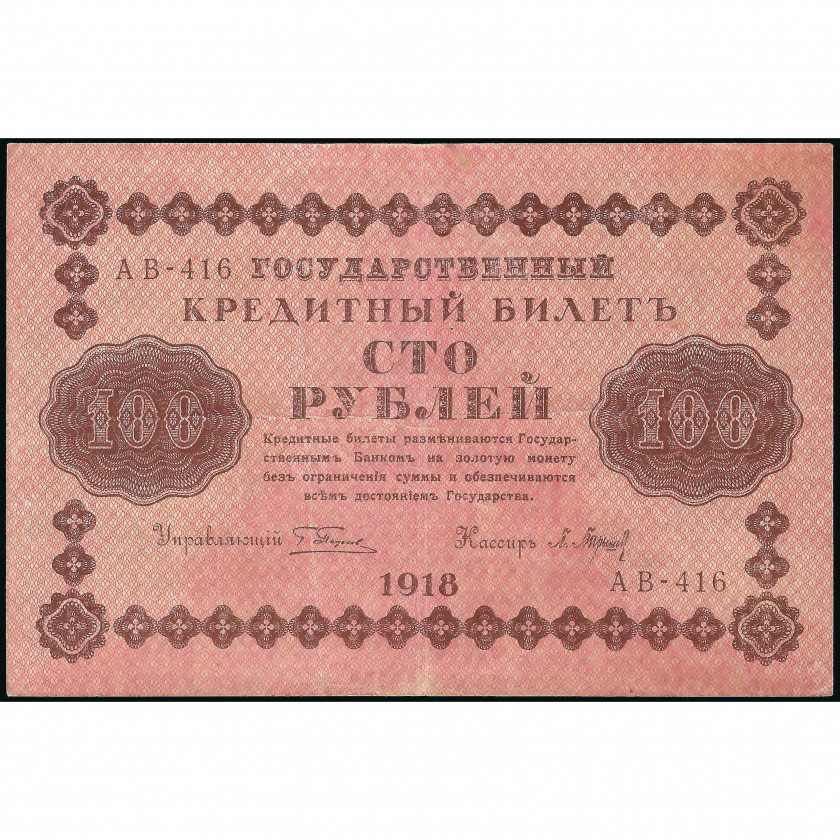 АВ-416 ГОСУДАРСТВЕННЫЙ
КРЕДИТНЫЙ БИЛЕТЪ
СТО
РУБЛЕЙ
100
100
Кредитные билеты размѣниваются Государ-
ственнымъ Банкомъ на золотую монету
безъ ограниченія суммы и обезпечиваются
всѣмъ достояніемъ Государства.
Управляющій
Кассиръ
1918
АВ-416